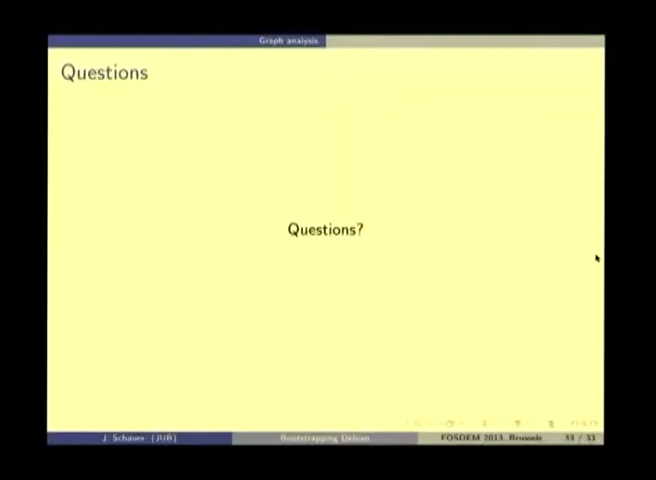 Graph analysis
Questions
Questions?
J. Schauer (JUB)
Bootstrapping Debian
FOSDEM 2013, Brussels
33 / 33